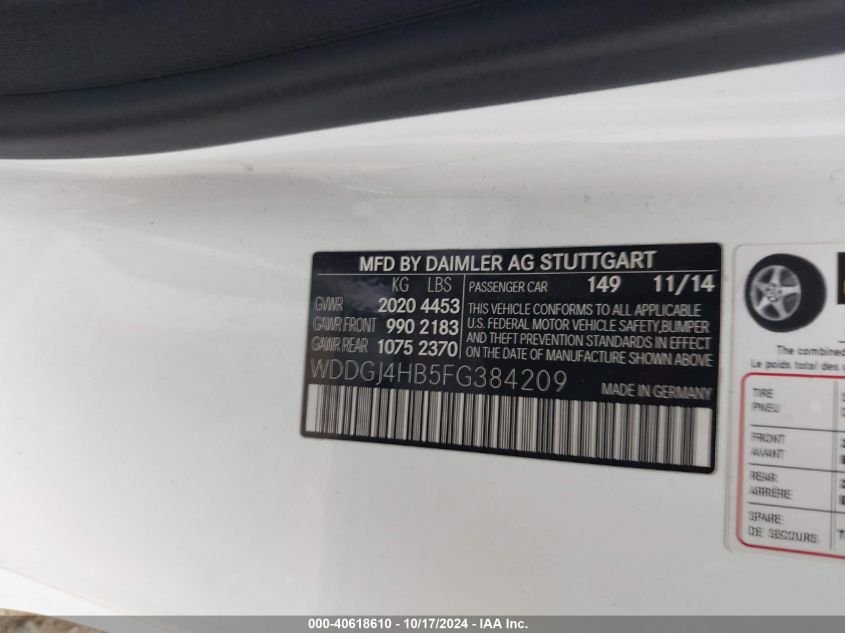 MFD BY DAIMLER AG STUTTGART
KG LBS
GVWR 2020 4453
GAWR FRONT 990 2183
GAWR REAR 1075 2370
PASSENGER CAR 149 11/14
THIS VEHICLE CONFORMS TO ALL APPLICABLE
U.S. FEDERAL MOTOR VEHICLE SAFETY,BUMPER
AND THEFT PREVENTION STANDARDS IN EFFECT
ON THE DATE OF MANUFACTURE SHOWN ABOVE
WDDGJ4HB5FG384209
MADE IN GERMANY
The combined
Le poids total des
TIRE
PNEU
FRONT
AVANT
REAR
ARRIÈRE
SPARE
DE SECOURS
000-40618610 - 10/17/2024 - IAA Inc.